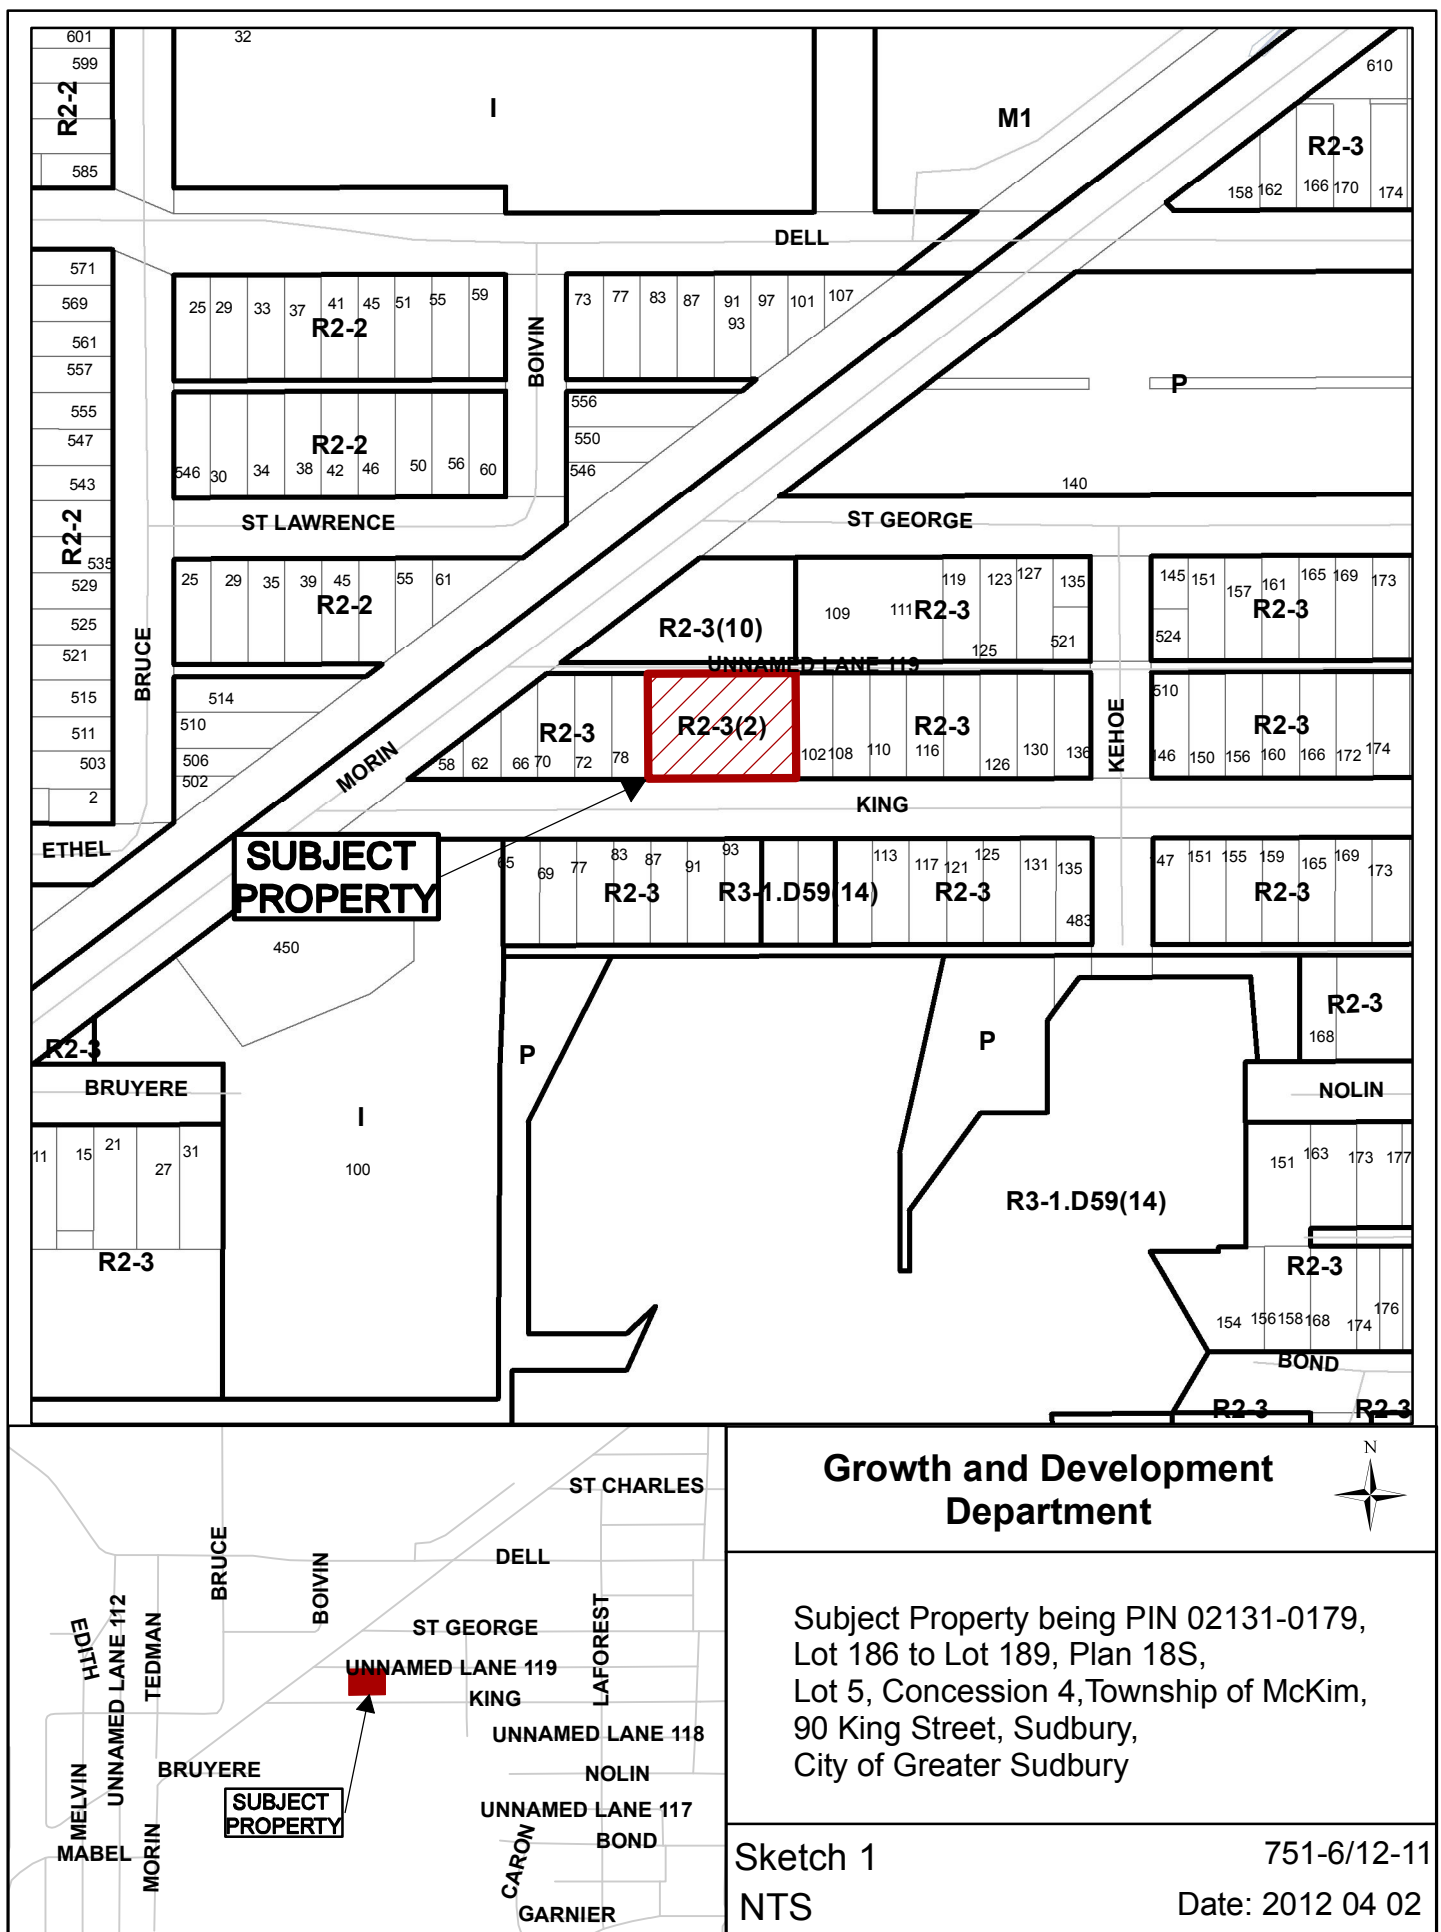 601
32
599
610
R2-2
I
M1
R2-3
585
158 162 166 170 174
DELL
571
569
561
557
25 29 33 37 41 45 51 55 59
R2-2
BOIVIN
73 77 83 87 91 97 101 107
93
P
555
547
543
R2-2
546 30 34 38 42 46 50 56 60
556
550
546
140
ST LAWRENCE
ST GEORGE
R2-2
535
529
525
521
25 29 35 39 45 55 61
R2-2
R2-3(10)
109 111 119 123 127 135
R2-3
125 521
145 151 157 161 165 169 173
R2-3
524
UNNAMED LANE 119
BRUCE
515
511
503
2
514
510
506
502
MORIN
R2-3
58 62 66 70 72 78
R2-3(2)
R2-3
102 108 110 116 126 130 136
KEHOE
510
R2-3
146 150 156 160 166 172 174
KING
ETHEL
SUBJECT
PROPERTY
65 69 77 83 87 91 93
R2-3
R3-1.D59(14)
113 117 121 125 131 135
R2-3
483
147 151 155 159 165 169 173
R2-3
450
R2-3
P
P
R2-3
168
BRUYERE
NOLIN
I
100
11 15 21 27 31
R2-3
R3-1.D59(14)
151 163 173 177
R2-3
154 156 158 168 174 176
BOND
R2-3 R2-3
ST CHARLES
BRUCE
BOIVIN
DELL
EDITH
UNNAMED LANE 112
TEDMAN
ST GEORGE
LAFOREST
UNNAMED LANE 119
KING
UNNAMED LANE 118
BRUYERE
NOLIN
MELVIN
SUBJECT
PROPERTY
UNNAMED LANE 117
BOND
MABEL
MORIN
CARON
GARNIER
Growth and Development
Department
N
Subject Property being PIN 02131-0179,
Lot 186 to Lot 189, Plan 18S,
Lot 5, Concession 4,Township of McKim,
90 King Street, Sudbury,
City of Greater Sudbury
Sketch 1
751-6/12-11
NTS
Date: 2012 04 02